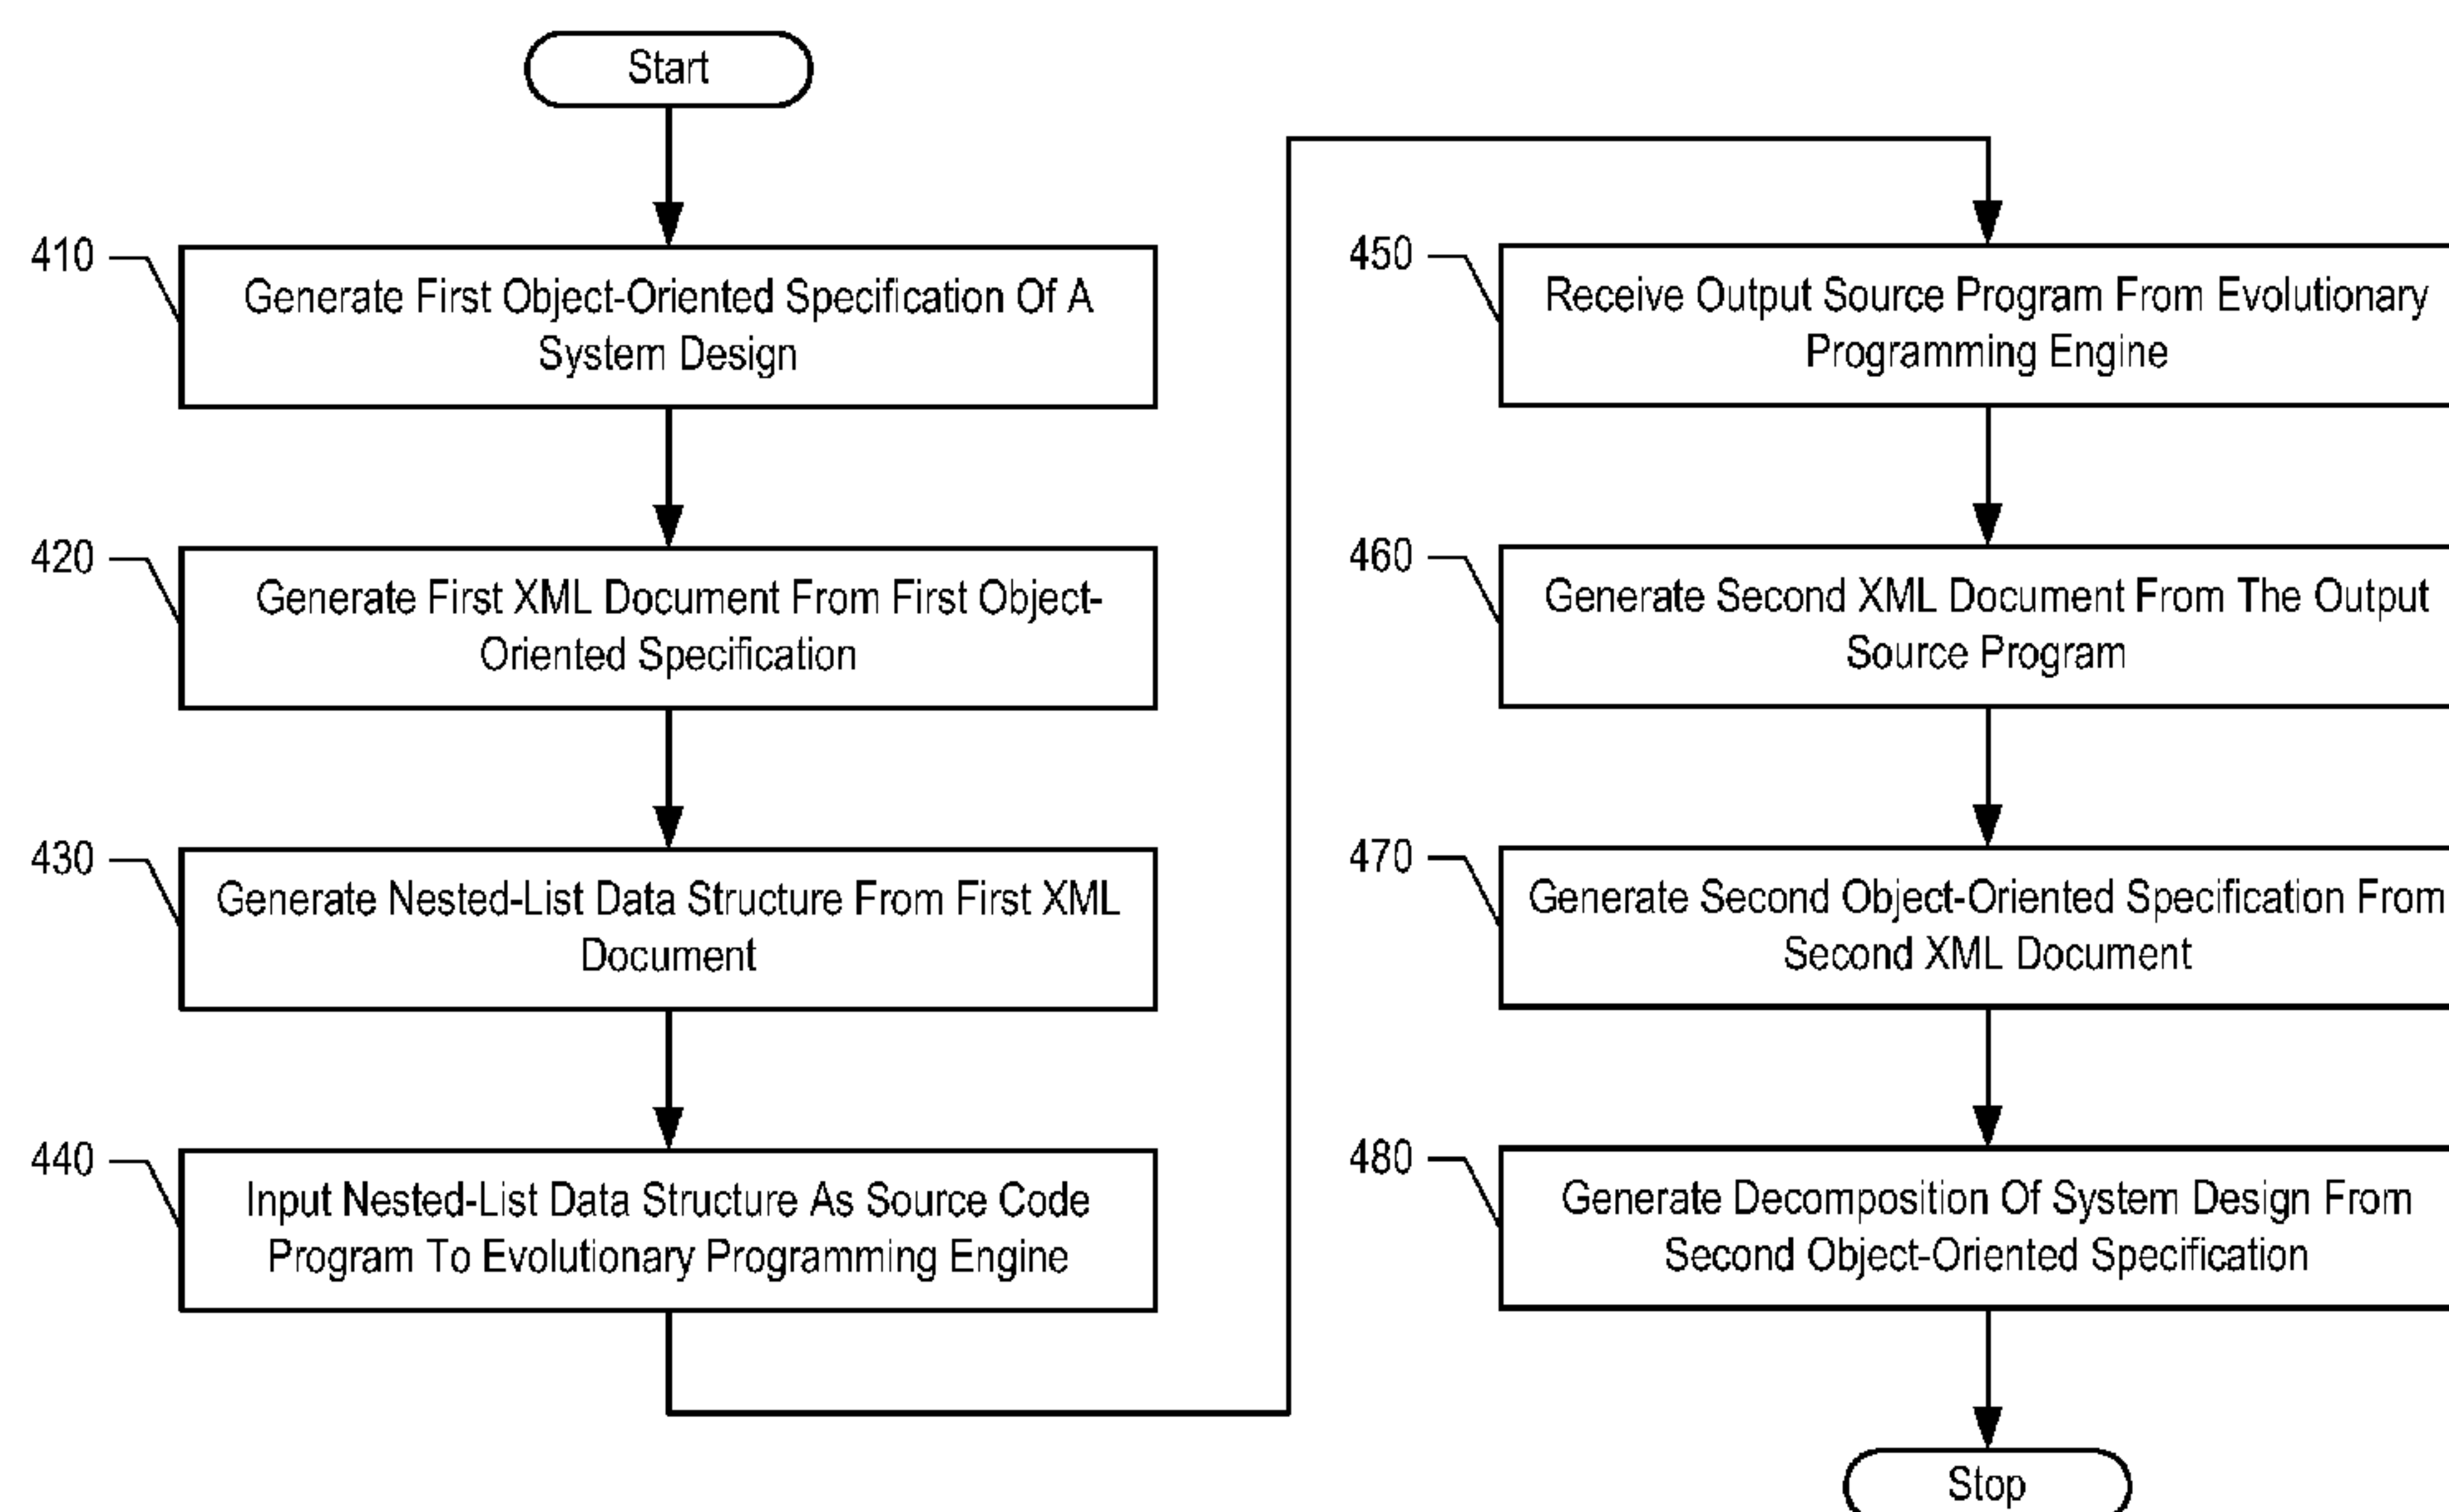 Start
410
Generate First Object-Oriented Specification Of A
System Design
420
Generate First XML Document From First Object-
Oriented Specification
430
Generate Nested-List Data Structure From First XML
Document
440
Input Nested-List Data Structure As Source Code
Program To Evolutionary Programming Engine
450
Receive Output Source Program From Evolutionary
Programming Engine
460
Generate Second XML Document From The Output
Source Program
470
Generate Second Object-Oriented Specification From
Second XML Document
480
Generate Decomposition Of System Design From
Second Object-Oriented Specification
Stop